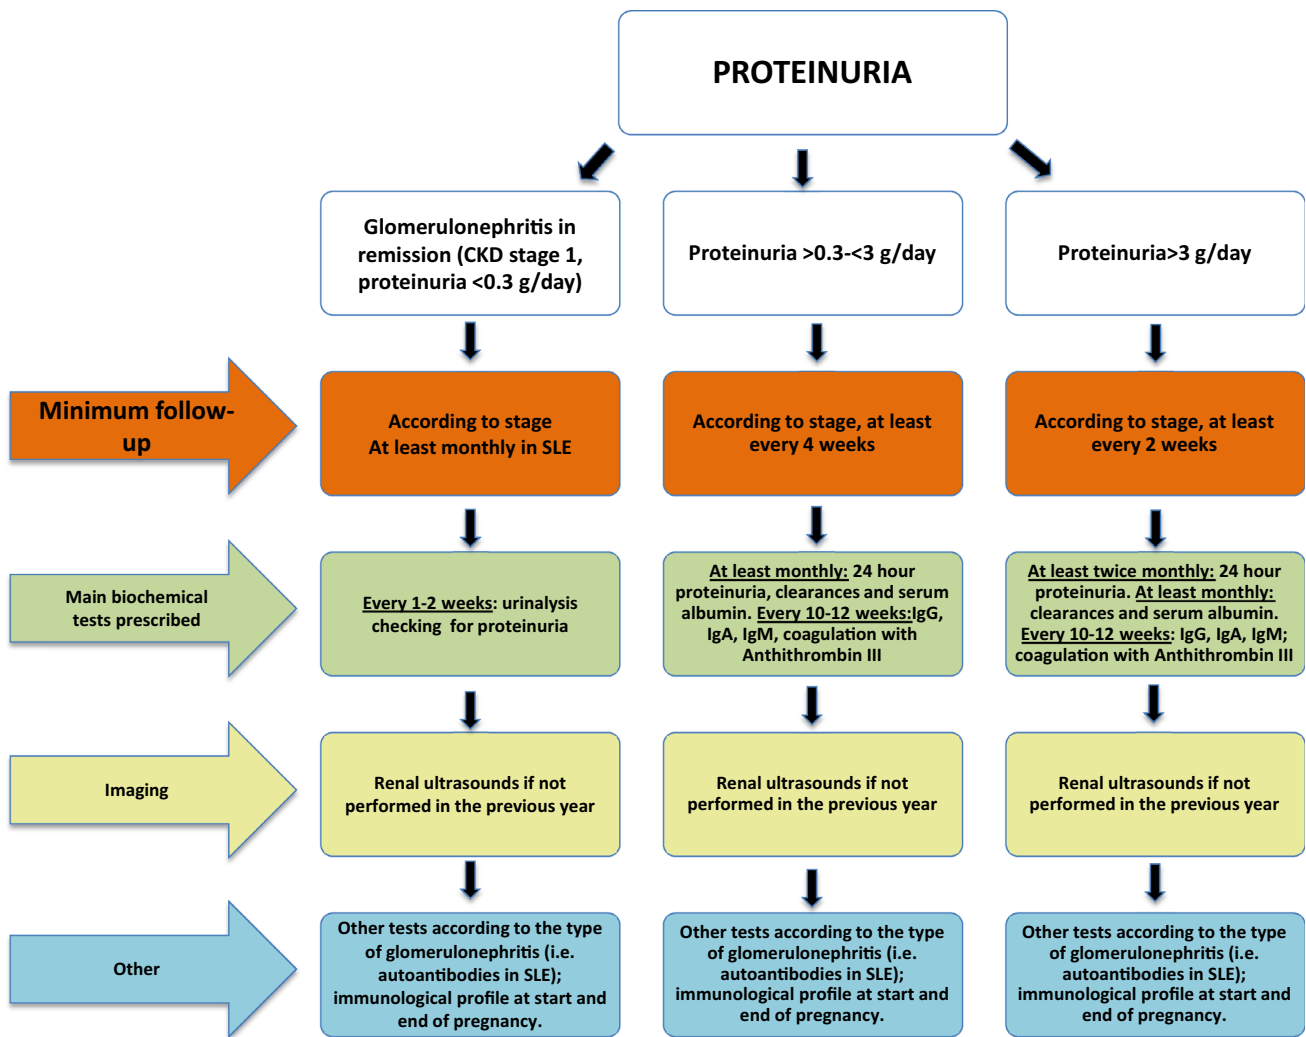 PROTEINURIA
Glomerulonephritis in
remission (CKD stage 1,
proteinuria <0.3 g/day)
Proteinuria >0.3-<3 g/day
Proteinuria>3 g/day
Minimum follow-
up
According to stage
At least monthly in SLE
According to stage, at least
every 4 weeks
According to stage, at least
every 2 weeks
Main biochemical
tests prescribed
Every 1-2 weeks: urinalysis
checking for proteinuria
At least monthly: 24 hour
proteinuria, clearances and serum
albumin. Every 10-12 weeks:IgG,
IgA, IgM, coagulation with
Anthithrombin III
At least twice monthly: 24 hour
proteinuria. At least monthly:
clearances and serum albumin.
Every 10-12 weeks: IgG, IgA, IgM;
coagulation with Anthithrombin III
Imaging
Renal ultrasounds if not
performed in the previous year
Renal ultrasounds if not
performed in the previous year
Renal ultrasounds if not
performed in the previous year
Other
Other tests according to the type
of glomerulonephritis (i.e.
autoantibodies in SLE);
immunological profile at start and
end of pregnancy.
Other tests according to the type
of glomerulonephritis (i.e.
autoantibodies in SLE);
immunological profile at start and
end of pregnancy.
Other tests according to the type
of glomerulonephritis (i.e.
autoantibodies in SLE);
immunological profile at start and
end of pregnancy.